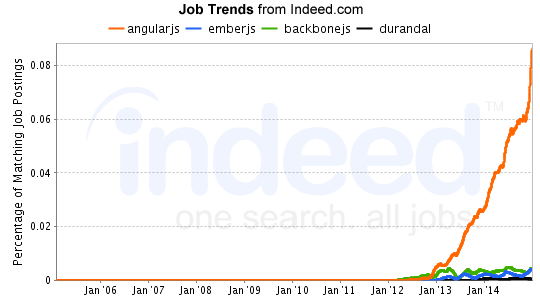 Job Trends from Indeed.com
angularjs emberjs backbonejs durandal
Percentage of Matching Job Postings
0.08
0.06
0.04
0.02
0
indeed™
one search. all jobs
Jan '06 Jan '07 Jan '08 Jan '09 Jan '10 Jan '11 Jan '12 Jan '13 Jan '14